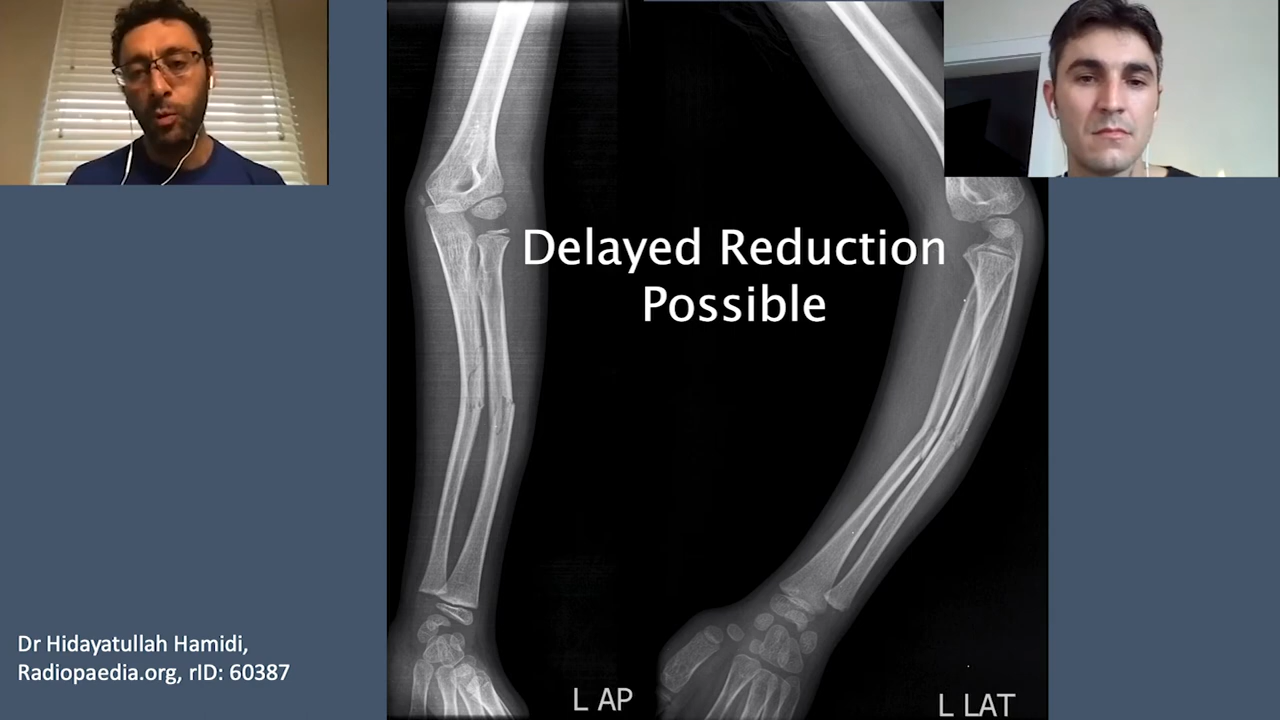 Delayed Reduction
Possible
Dr Hidayatullah Hamidi,
Radiopaedia.org, rID: 60387
L AP
L LAT